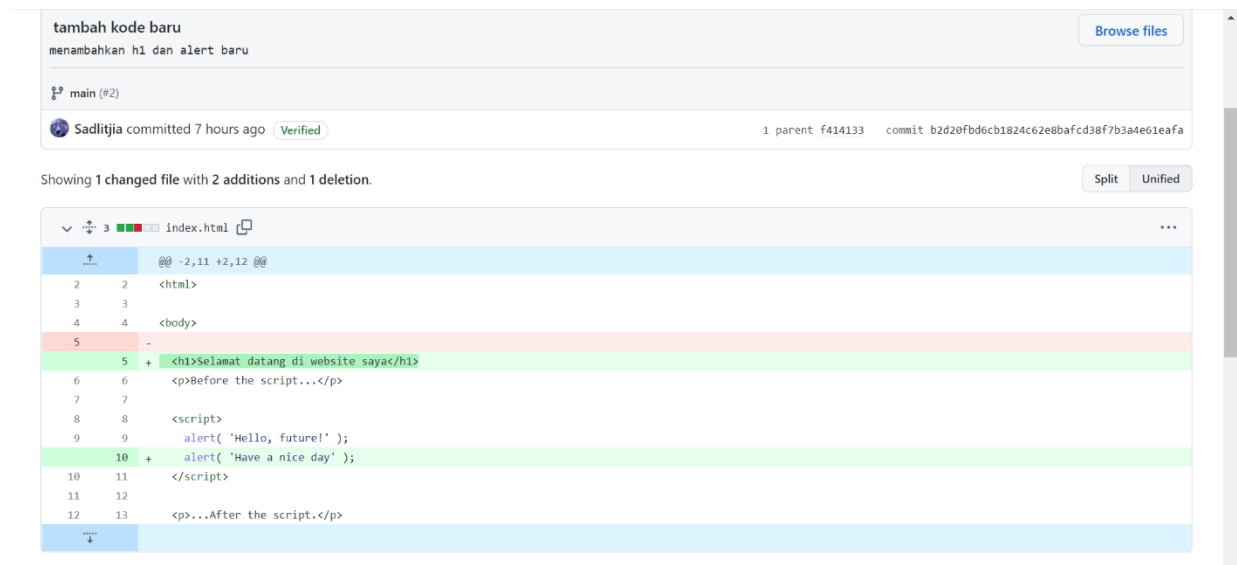 tambah kode baru
Browse files
menambahkan h1 dan alert baru
main (#2)
Sadlitjia committed 7 hours ago Verified 1 parent f414133 commit b2d20fbd6cb1824c62e8bafcd38f7b3a4e61eafa
Showing 1 changed file with 2 additions and 1 deletion. Split Unified
3 index.html ...
@@ -2,11 +2,12 @@
2 2 <html>
3 3
4 4 <body>
5 -
5 + <h1>Selamat datang di website saya</h1>
6 6 <p>Before the script...</p>
7 7
8 8 <script>
9 9 alert( 'Hello, future!' );
10 + alert( 'Have a nice day' );
10 11 </script>
11 12
12 13 <p>...After the script.</p>